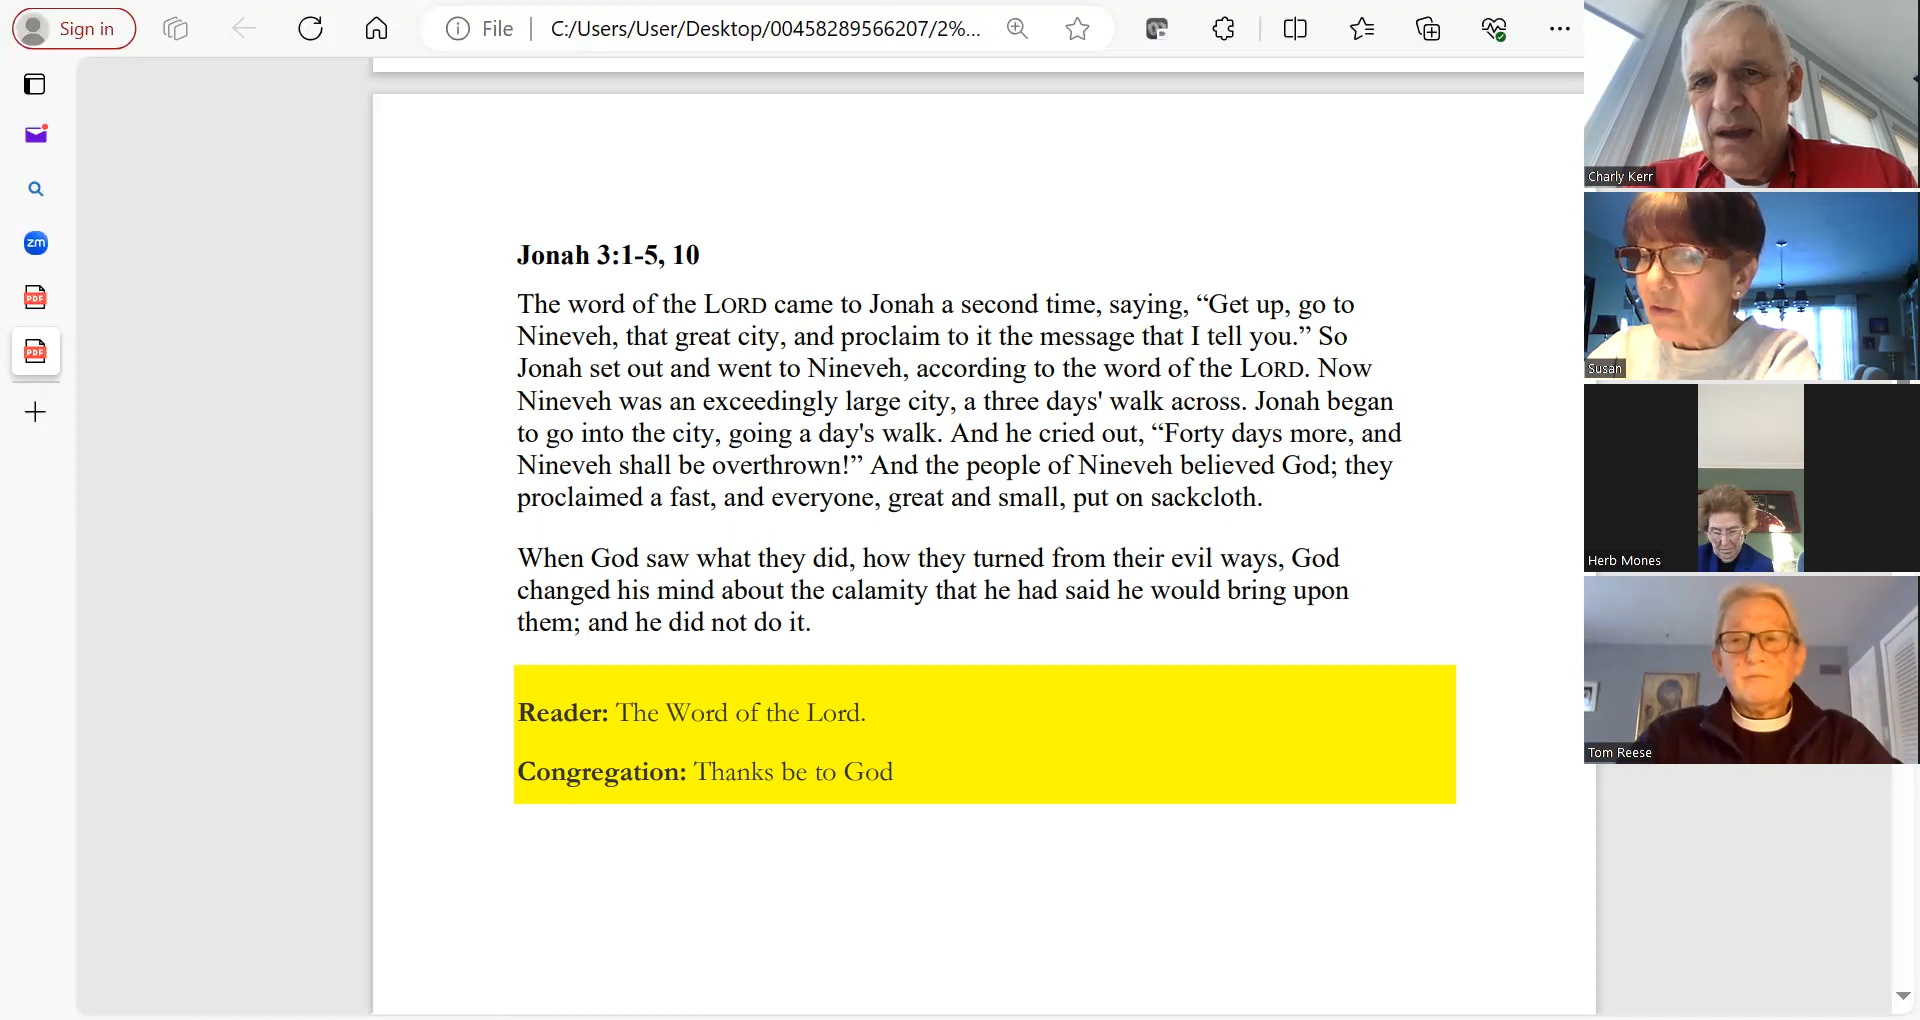 Sign in
File
C:/Users/User/Desktop/00458289566207/2%...
zm
PDF
PDF
Jonah 3:1-5, 10
The word of the LORD came to Jonah a second time, saying, “Get up, go to
Nineveh, that great city, and proclaim to it the message that I tell you.” So
Jonah set out and went to Nineveh, according to the word of the LORD. Now
Nineveh was an exceedingly large city, a three days' walk across. Jonah began
to go into the city, going a day's walk. And he cried out, “Forty days more, and
Nineveh shall be overthrown!” And the people of Nineveh believed God; they
proclaimed a fast, and everyone, great and small, put on sackcloth.
When God saw what they did, how they turned from their evil ways, God
changed his mind about the calamity that he had said he would bring upon
them; and he did not do it.
Reader: The Word of the Lord.
Congregation: Thanks be to God
Charly Kerr
Susan
Herb Mones
Tom Reese